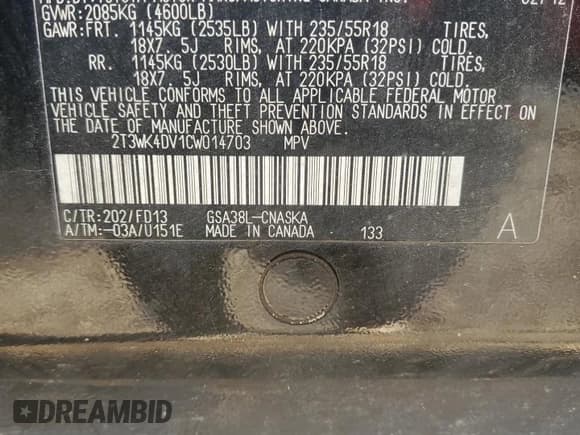 GVWR:2085KG (4600LB)
GAWR:FRT. 1145KG (2535LB) WITH 235/55R18 TIRES,
18X7.5J RIMS, AT 220KPA (32PSI) COLD.
RR. 1145KG (2530LB) WITH 235/55R18 TIRES,
18X7.5J RIMS, AT 220KPA (32PSI) COLD.
THIS VEHICLE CONFORMS TO ALL APPLICABLE FEDERAL MOTOR
VEHICLE SAFETY AND THEFT PREVENTION STANDARDS IN EFFECT ON
THE DATE OF MANUFACTURE SHOWN ABOVE.
2T3WK4DV1CW014703 MPV
C/TR:202/FD13 GSA38L-CNASKA
A/TM:-03A/U151E MADE IN CANADA 133 A
DREAMBID